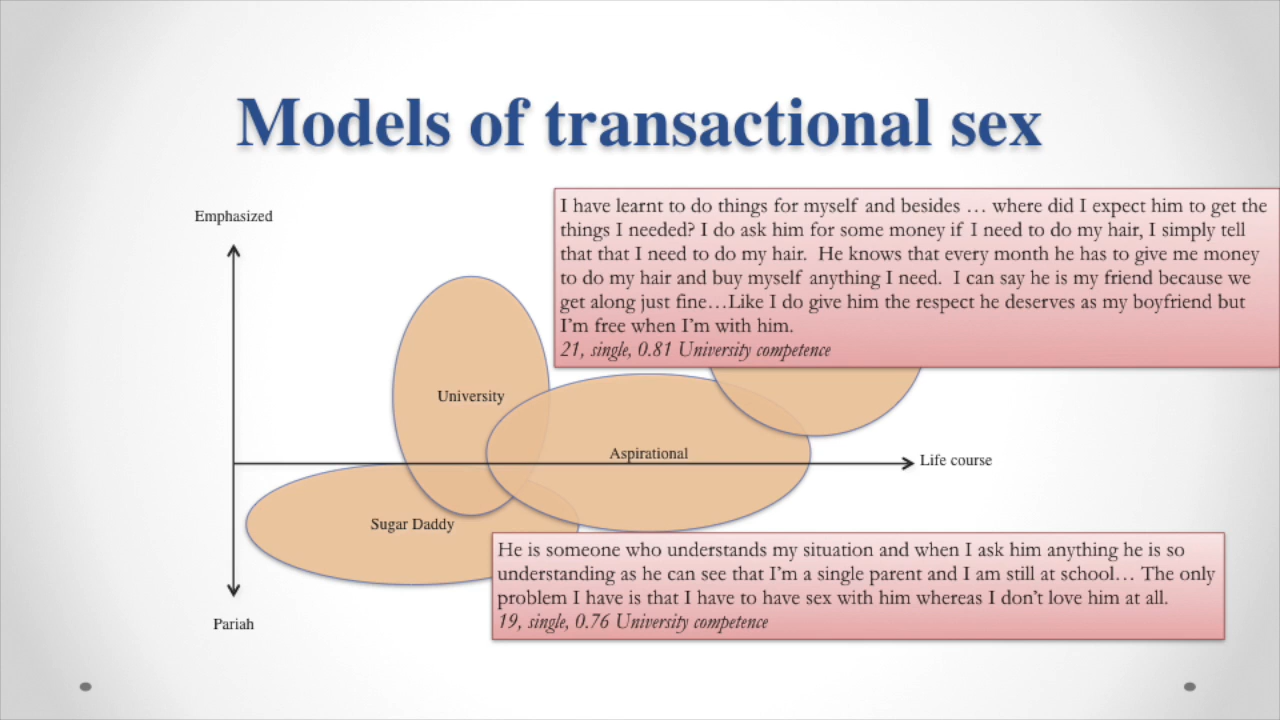 Models of transactional sex
Emphasized
I have learnt to do things for myself and besides … where did I expect him to get the
things I needed? I do ask him for some money if I need to do my hair, I simply tell
that that I need to do my hair. He knows that every month he has to give me money
to do my hair and buy myself anything I need. I can say he is my friend because we
get along just fine…Like I do give him the respect he deserves as my boyfriend but
I'm free when I'm with him.
21, single, 0.81 University competence
University
Aspirational
Life course
Sugar Daddy
He is someone who understands my situation and when I ask him anything he is so
understanding as he can see that I'm a single parent and I am still at school… The only
problem I have is that I have to have sex with him whereas I don't love him at all.
19, single, 0.76 University competence
Pariah